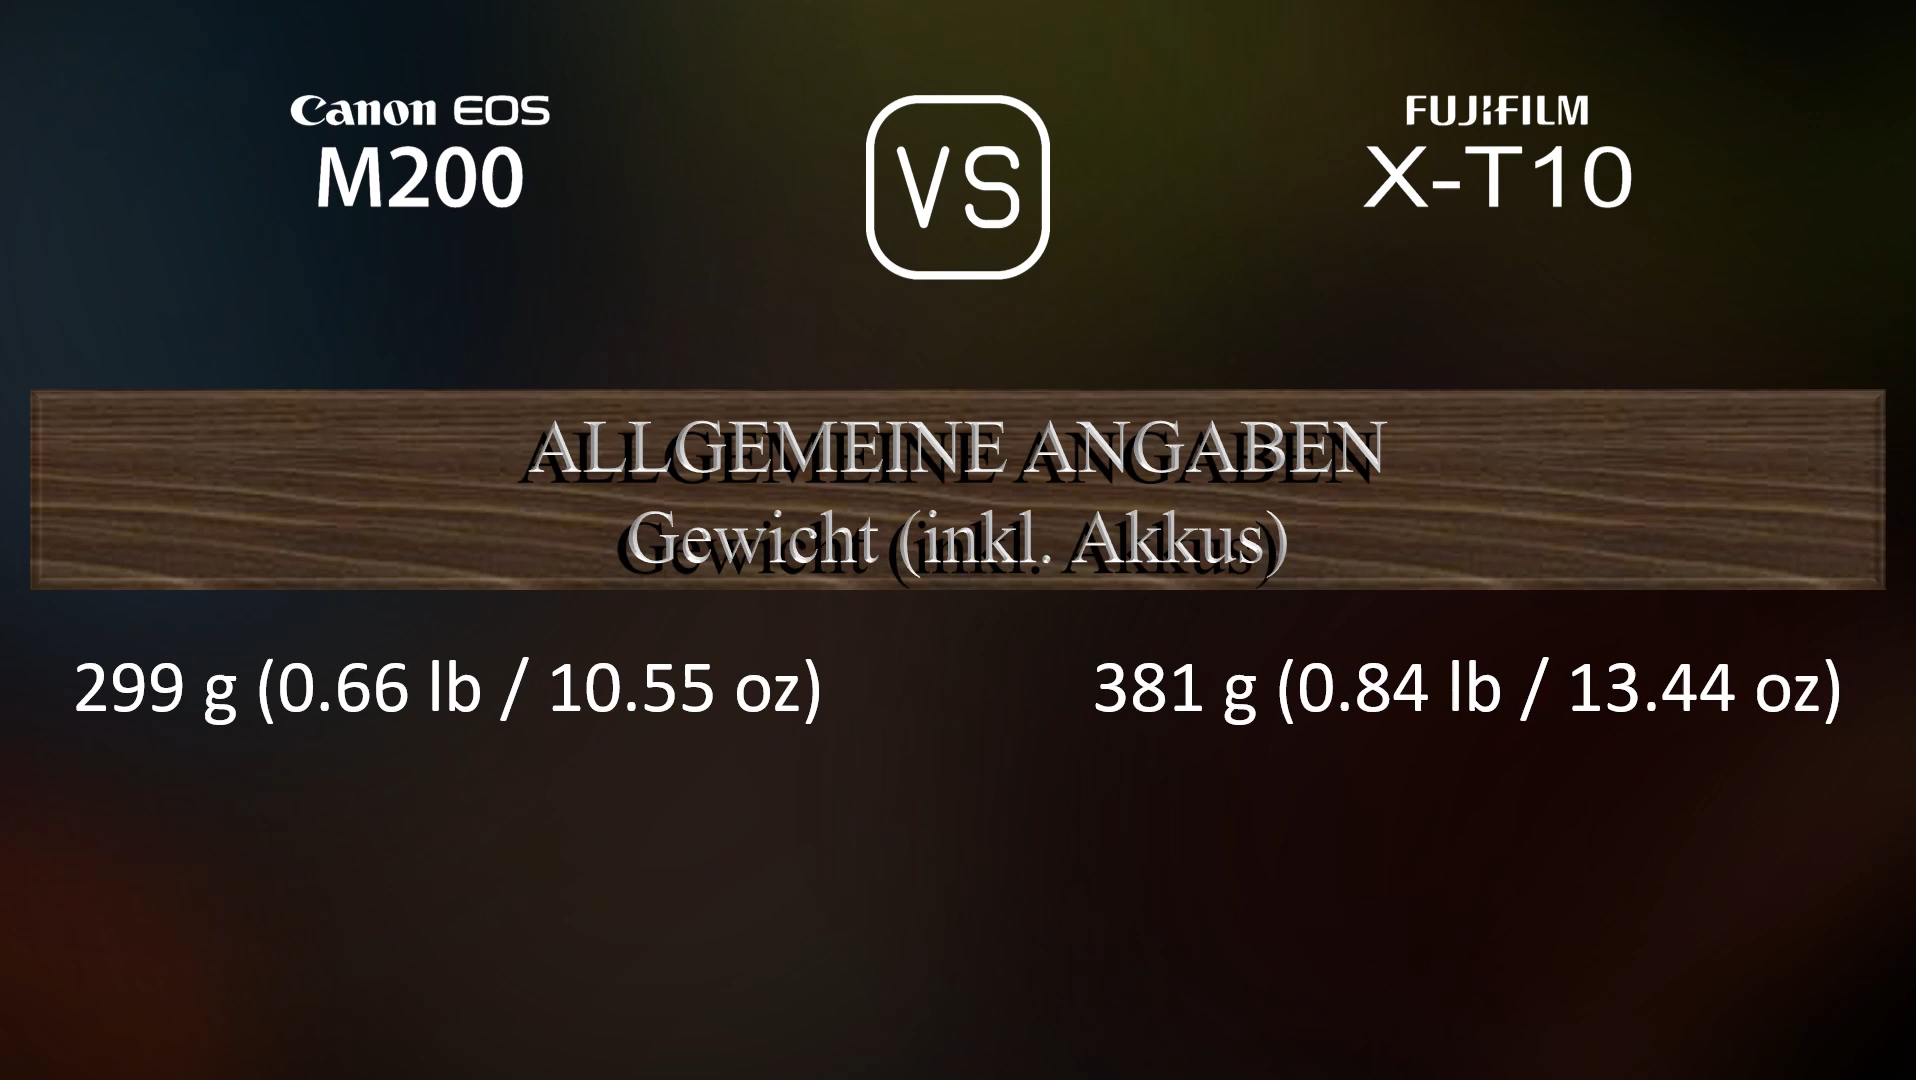 Canon EOS
M200
VS
FUJIFILM
X-T10
ALLGEMEINE ANGABEN
Gewicht (inkl. Akkus)
299 g (0.66 lb / 10.55 oz)
381 g (0.84 lb / 13.44 oz)